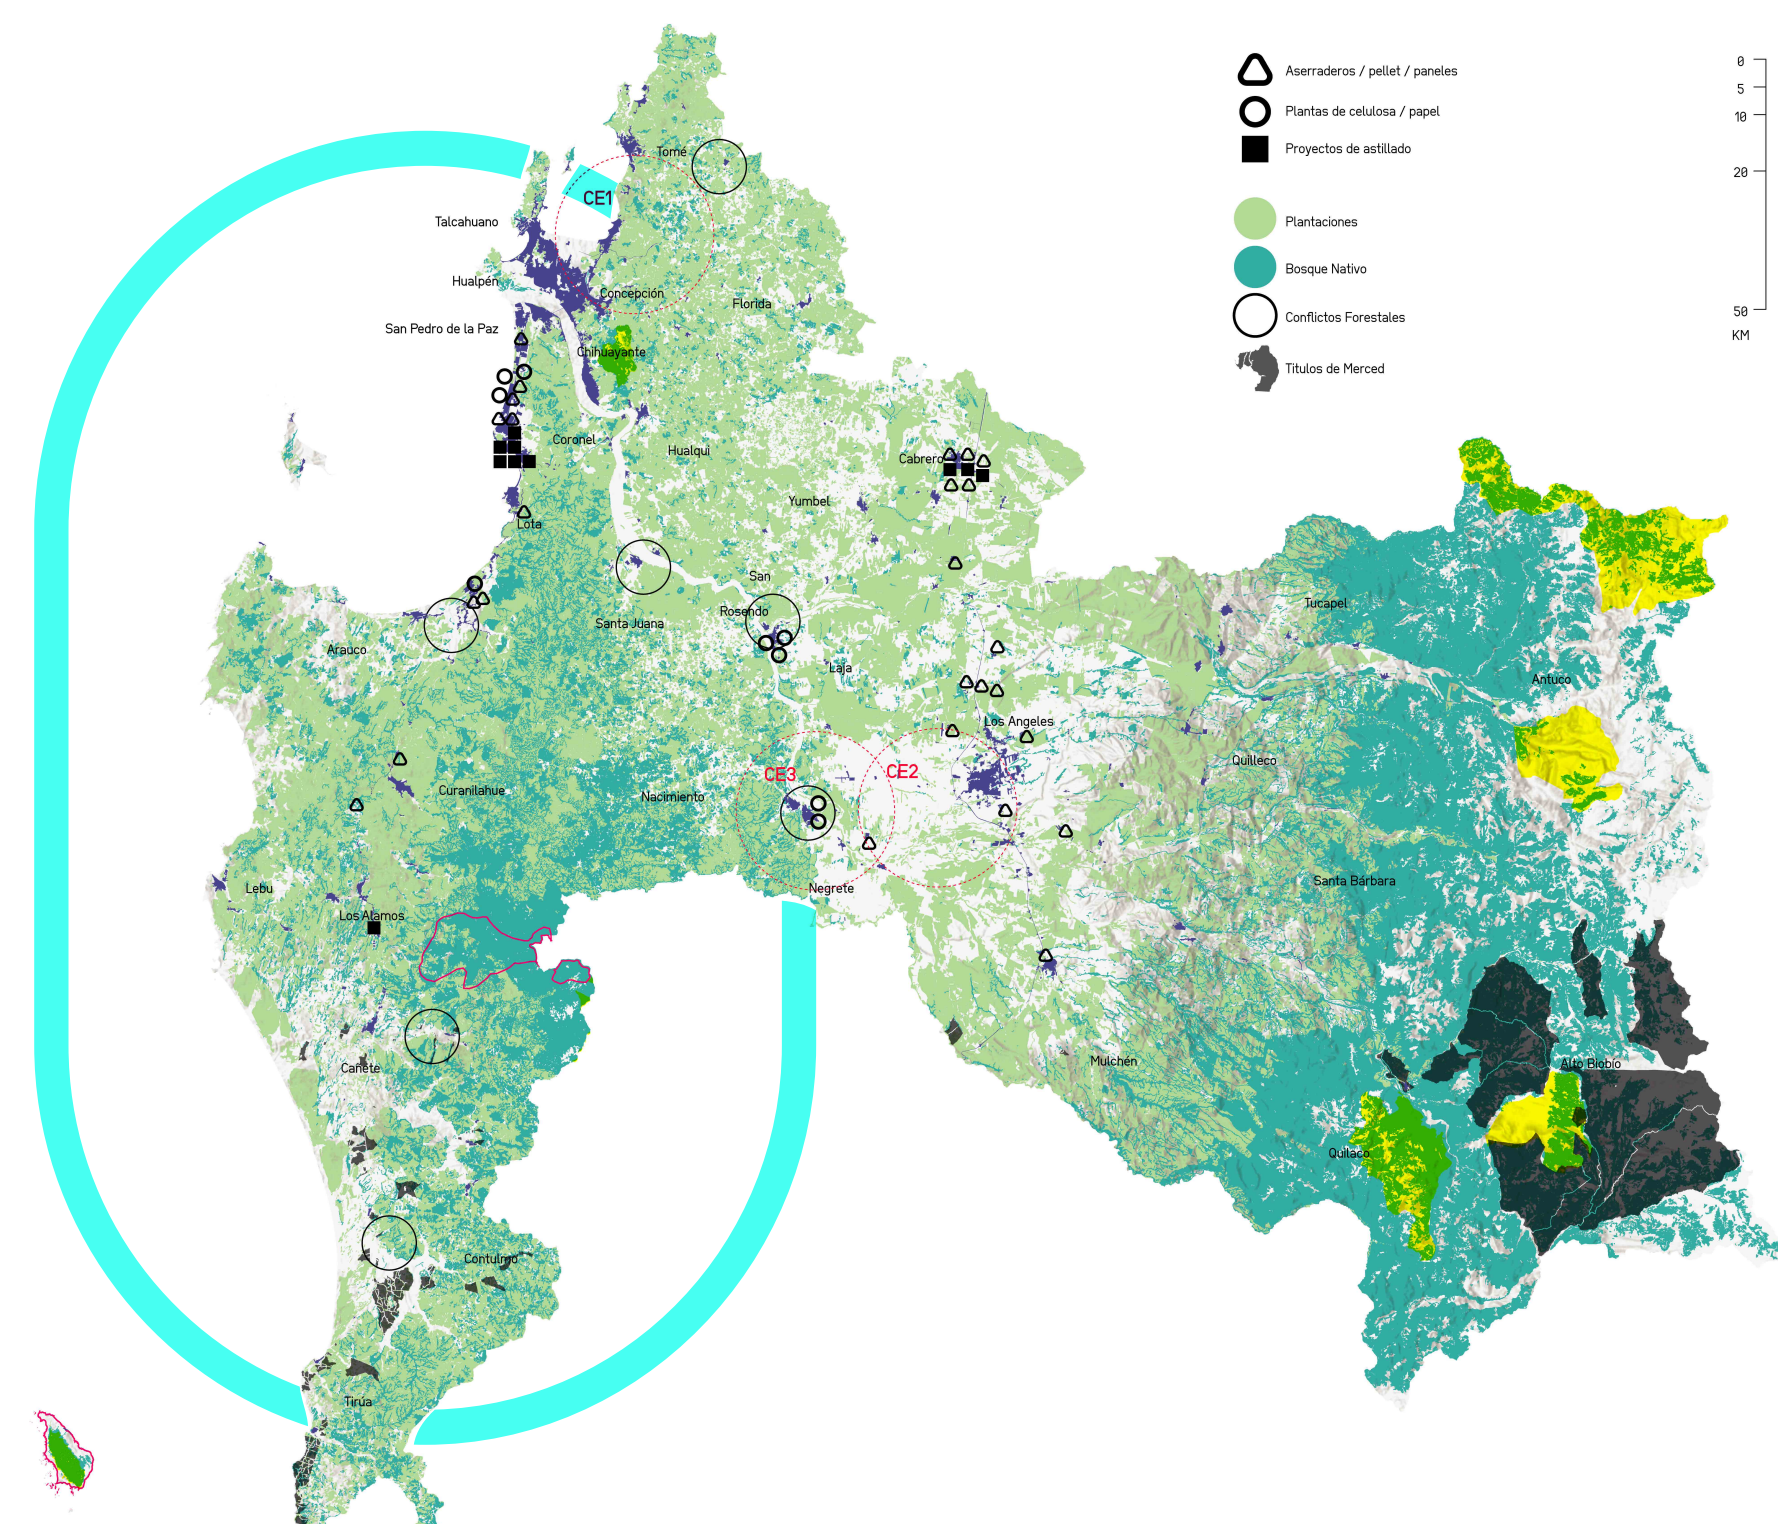 Aserraderos / pellet / paneles
Plantas de celulosa / papel
Proyectos de astillado
Plantaciones
Bosque Nativo
Conflictos Forestales
Titulos de Merced
0
5
10
20
50
KM
Tomé
CE1
Talcahuano
Hualpén
Concepción
Florida
San Pedro de la Paz
Chihuayante
Coronel
Hualqui
Cabrero
Yumbel
Lota
San
Rosendo
Santa Juana
Tucapel
Arauco
Laja
Antuco
Los Angeles
Quilleco
CE3
CE2
Curanilahue
Nacimiento
Lebu
Negrete
Santa Bárbara
Los Alamos
Cañete
Mulchén
Alto Biobío
Quilaco
Contulmo
Tirúa